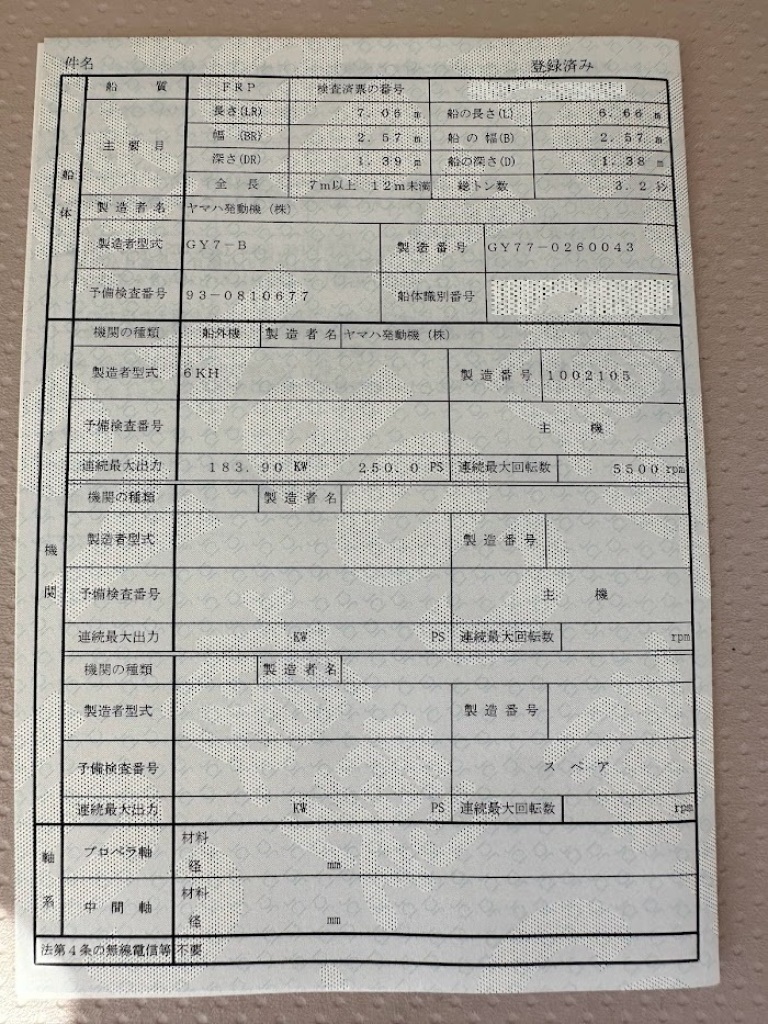 件名 登録済み
船質 FRP 検査済票の番号
船体 主要目 長さ(LR) 7.06 m 船の長さ(L) 6.66 m
幅 (BR) 2.57 m 船の幅(B) 2.57 m
深さ(DR) 1.39 m 船の深さ(D) 1.38 m
全長 7m以上 12m未満 総トン数 3.2 ㌧
製造者名 ヤマハ発動機(株)
製造者型式 GY7-B 製造番号 GY77-0260043
予備検査番号 93-0810677 船体識別番号
機関 機関の種類 船外機 製造者名 ヤマハ発動機(株)
製造者型式 6KH 製造番号 1002105
予備検査番号 主機
連続最大出力 183.90 KW 250.0 PS 連続最大回転数 5500 rpm
機関の種類 製造者名
製造者型式 製造番号
予備検査番号 主機
連続最大出力 KW PS 連続最大回転数 rpm
機関の種類 製造者名
製造者型式 製造番号
予備検査番号 スペア
連続最大出力 KW PS 連続最大回転数 rpm
軸系 プロペラ軸 材料
径 mm
中間軸 材料
径 mm
法第4条の無線電信等 不要